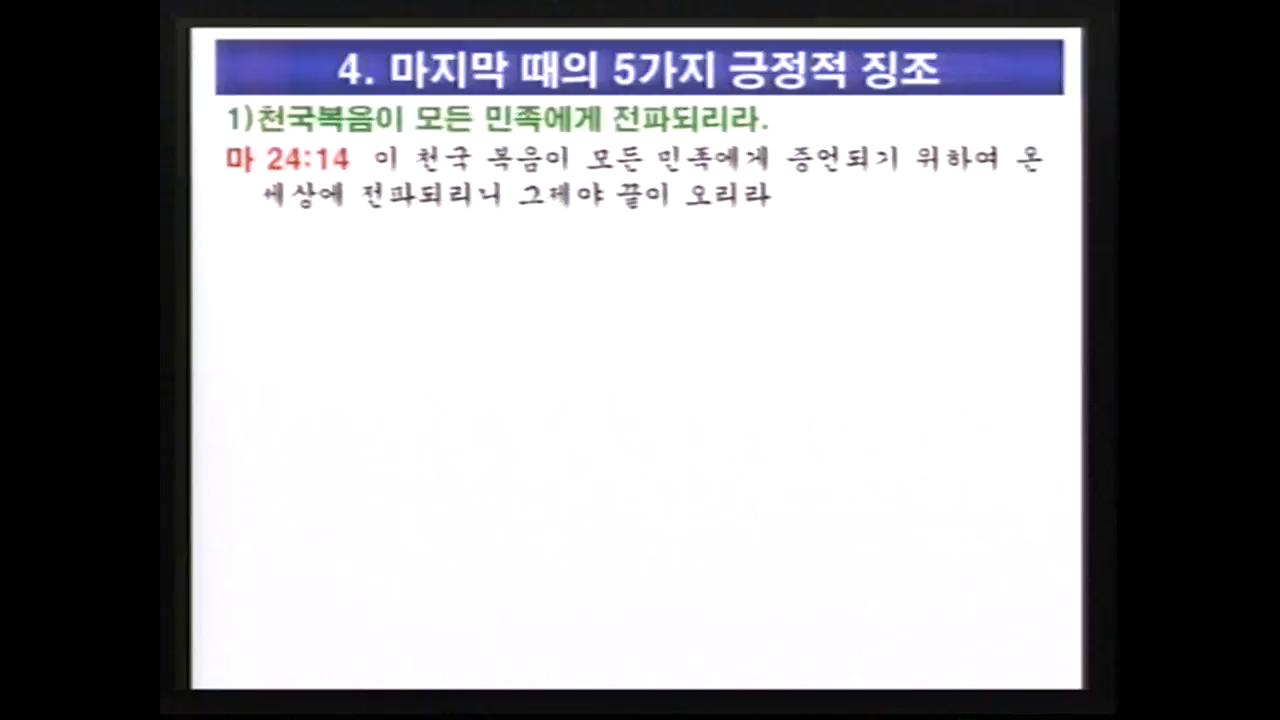 4. 마지막 때의 5가지 긍정적 징조
1)천국복음이 모든 민족에게 전파되리라.
마 24:14 이 천국 복음이 모든 민족에게 증언되기 위하여 온
세상에 전파되리니 그제야 끝이 오리라